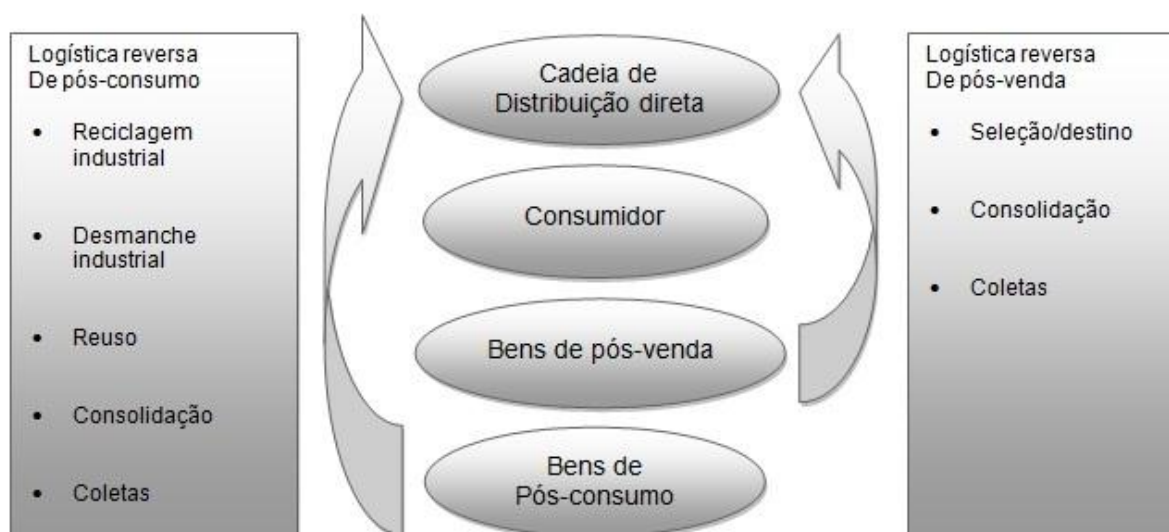 Logística reversa
De pós-consumo
• Reciclagem
industrial
• Desmanche
industrial
• Reuso
• Consolidação
• Coletas
Cadeia de
Distribuição direta
Consumidor
Bens de pós-venda
Bens de
Pós-consumo
Logística reversa
De pós-venda
• Seleção/destino
• Consolidação
• Coletas